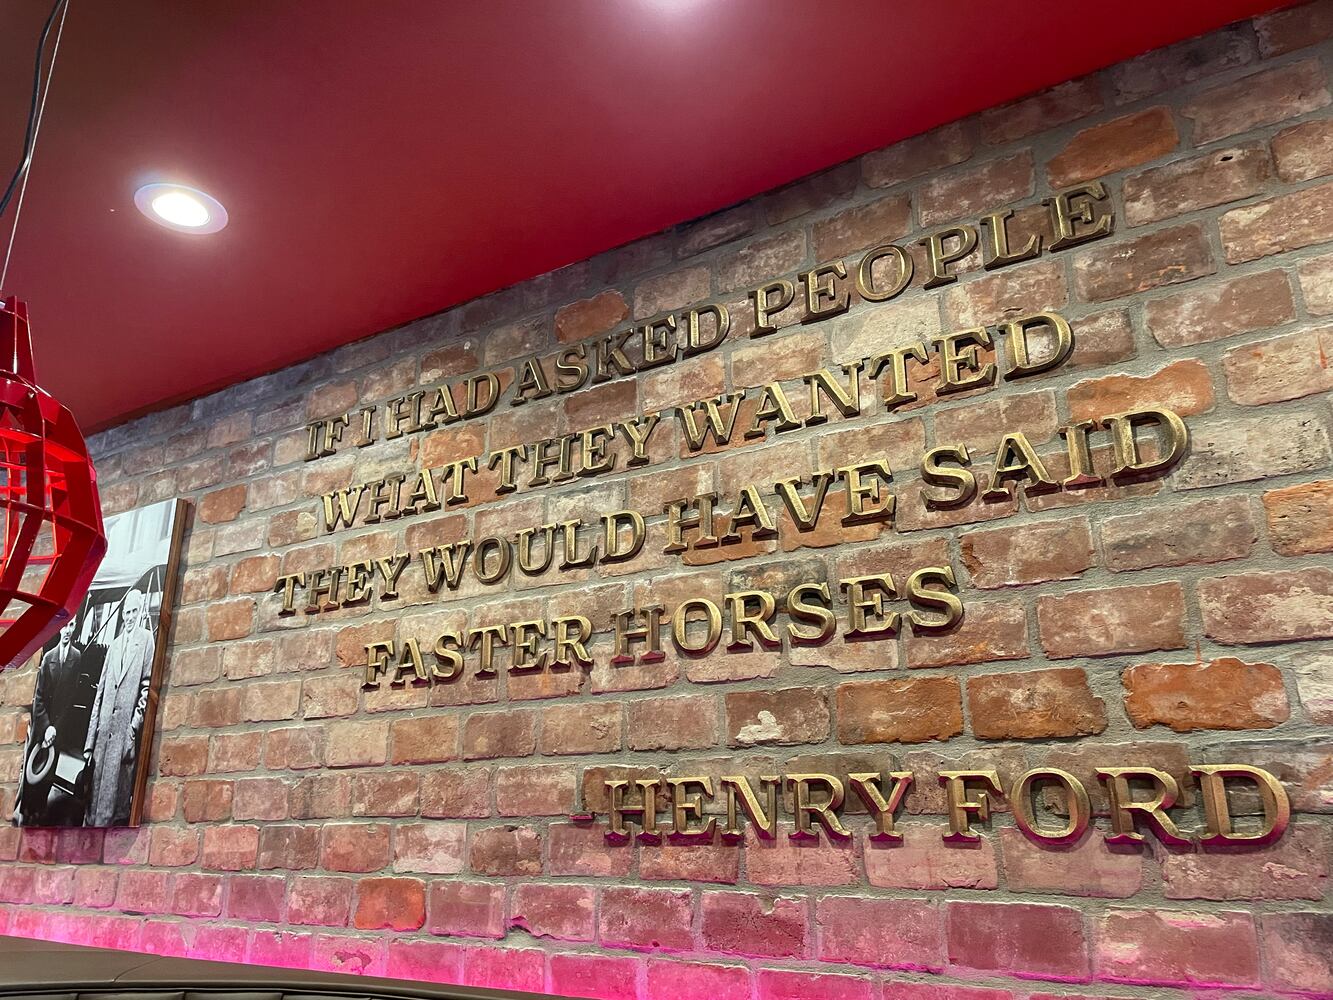 IF I HAD ASKED PEOPLE
WHAT THEY WANTED
THEY WOULD HAVE SAID
FASTER HORSES
HENRY FORD